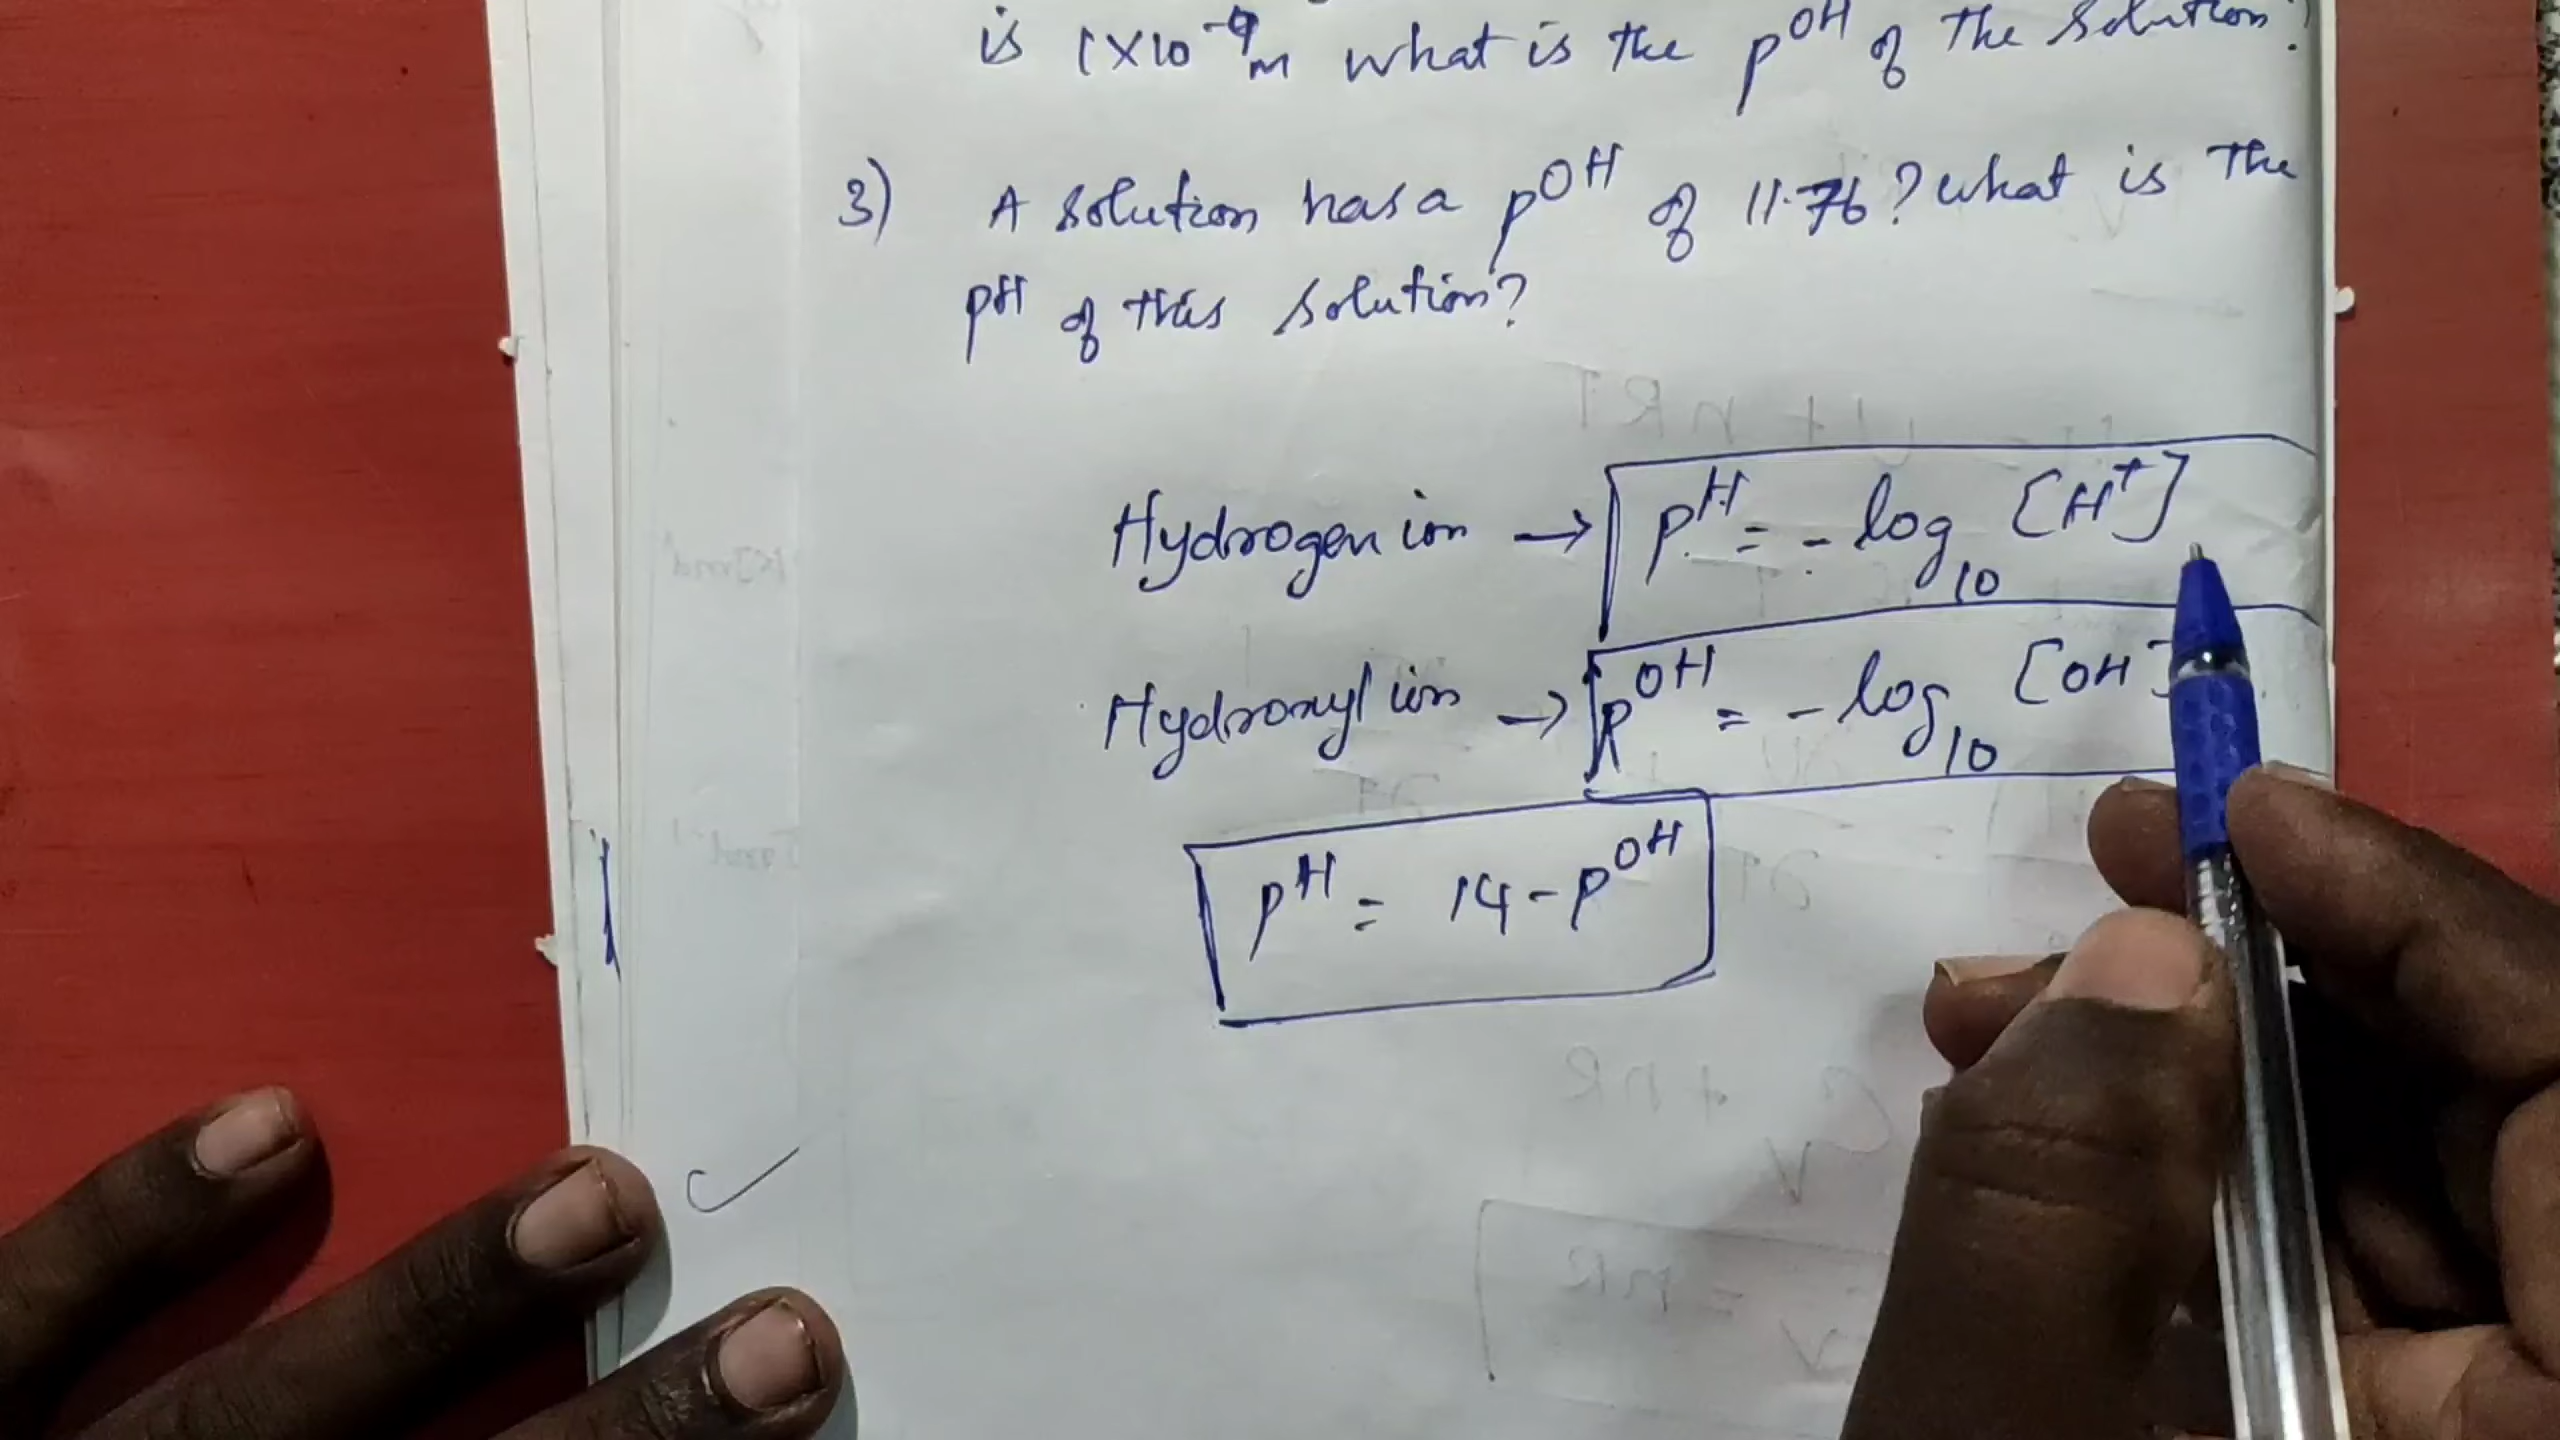 is 1×10⁻⁹m what is the pᴼᴴ of the solution?
3) A solution has a pᴼᴴ of 11.76? what is the
pᴴ of this solution?
Hydrogen ion → pᴴ = -log₁₀ [H⁺]
Hydroxyl ion → pᴼᴴ = -log₁₀ [OH]
pᴴ = 14 - pᴼᴴ